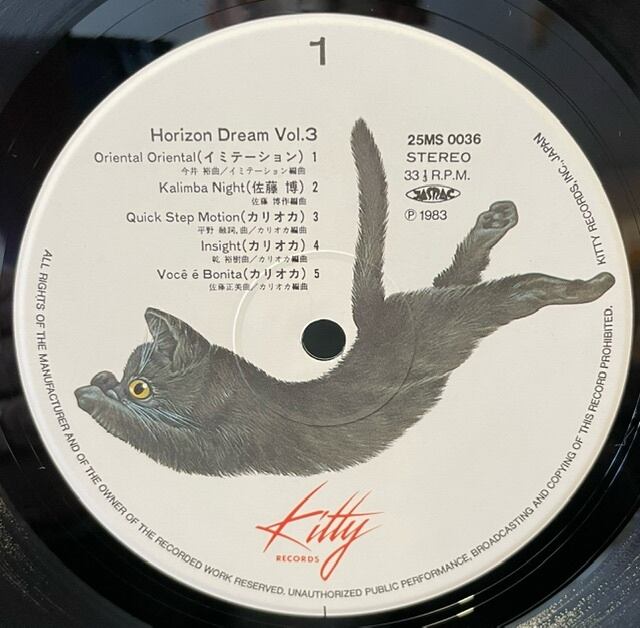 1
Horizon Dream Vol.3
Oriental Oriental(イミテーション) 1
今井 裕曲/イミテーション編曲
Kalimba Night(佐藤 博) 2
佐藤 博作編曲
Quick Step Motion(カリオカ) 3
平野 融詞, 曲/カリオカ編曲
Insight(カリオカ) 4
乾 裕樹曲/カリオカ編曲
Você é Bonita(カリオカ) 5
佐藤正美曲/カリオカ編曲
25MS 0036
STEREO
33⅓ R.P.M.
JASRAC
Ⓟ 1983
KITTY RECORDS, INC., JAPAN
Kitty
RECORDS
ALL RIGHTS OF THE MANUFACTURER AND OF THE OWNER OF THE RECORDED WORK RESERVED. UNAUTHORIZED PUBLIC PERFORMANCE, BROADCASTING AND COPYING OF THIS RECORD PROHIBITED.